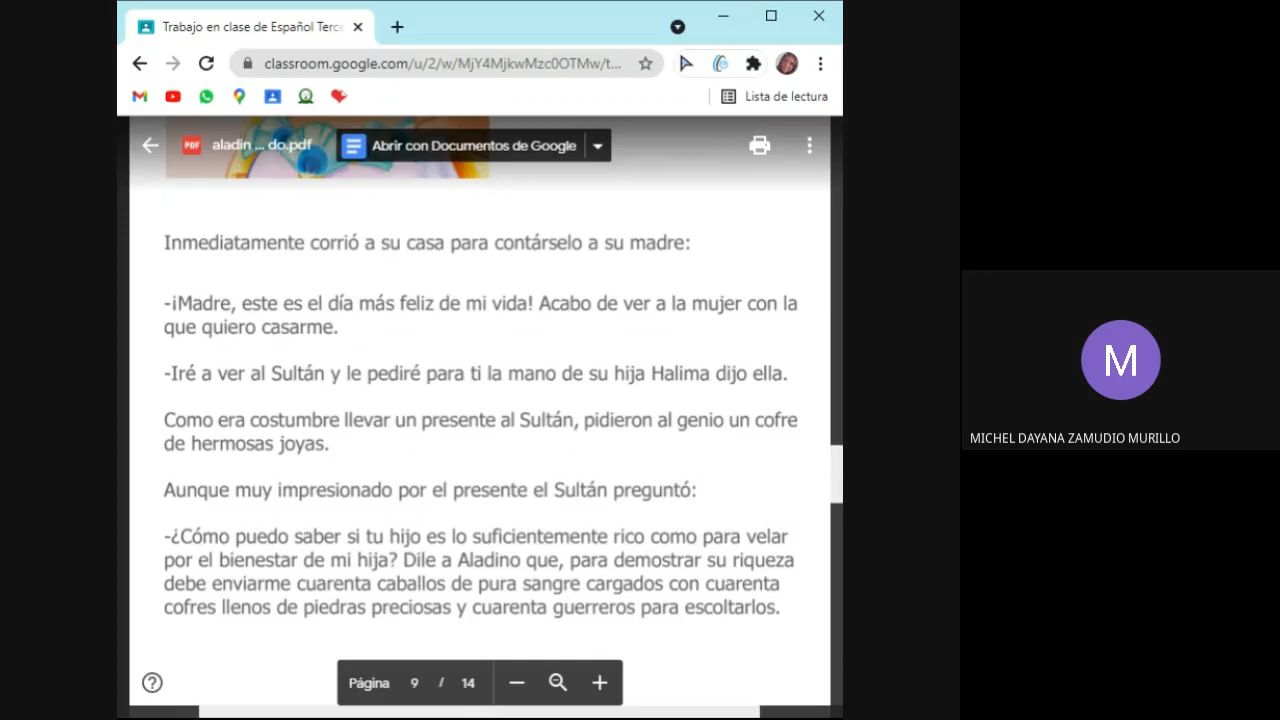 Trabajo en clase de Español Terce
classroom.google.com/u/2/w/MjY4MjkwMzc0OTMw/t...
Lista de lectura
PDF aladin ... do.pdf Abrir con Documentos de Google
Inmediatamente corrió a su casa para contárselo a su madre:
-¡Madre, este es el día más feliz de mi vida! Acabo de ver a la mujer con la
que quiero casarme.
-Iré a ver al Sultán y le pediré para ti la mano de su hija Halima dijo ella.
Como era costumbre llevar un presente al Sultán, pidieron al genio un cofre
de hermosas joyas.
Aunque muy impresionado por el presente el Sultán preguntó:
-¿Cómo puedo saber si tu hijo es lo suficientemente rico como para velar
por el bienestar de mi hija? Dile a Aladino que, para demostrar su riqueza
debe enviarme cuarenta caballos de pura sangre cargados con cuarenta
cofres llenos de piedras preciosas y cuarenta guerreros para escoltarlos.
Página 9 / 14
M
MICHEL DAYANA ZAMUDIO MURILLO